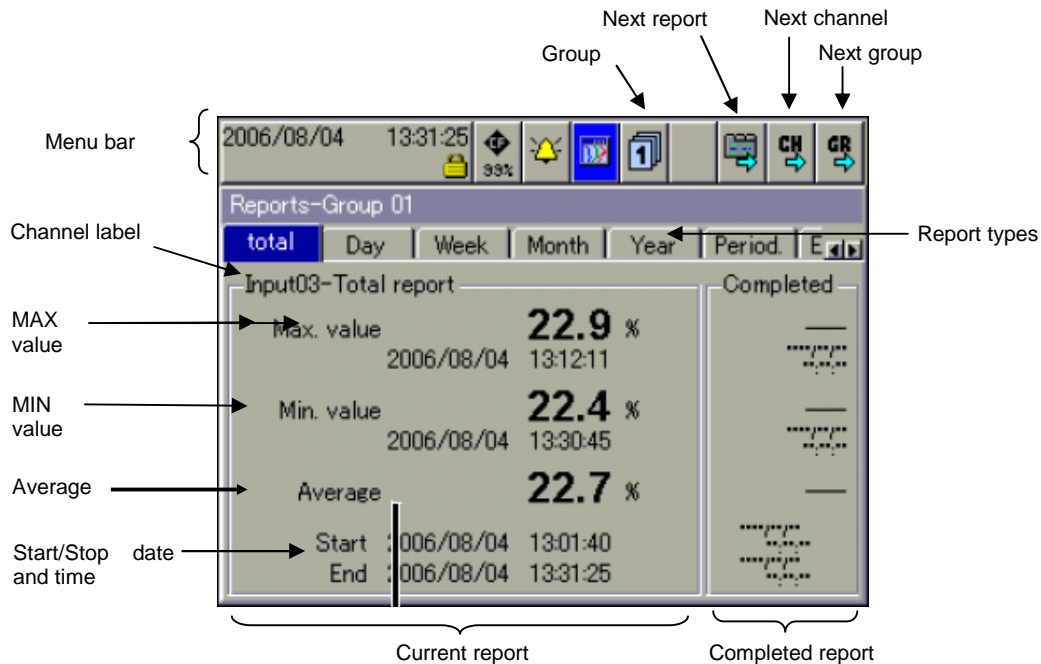 Next report
Next channel
Group
Next group
Menu bar
2006/08/04 13:31:25
CF
99%
1
CH
GR
Reports-Group 01
Channel label
total Day Week Month Year Period. E
Report types
Input03-Total report
Completed
MAX
value
Max. value 22.9 %
2006/08/04 13:12:11
MIN
value
Min. value 22.4 %
2006/08/04 13:30:45
Average
Average 22.7 %
Start/Stop date
and time
Start 2006/08/04 13:01:40
End 2006/08/04 13:31:25
Current report
Completed report